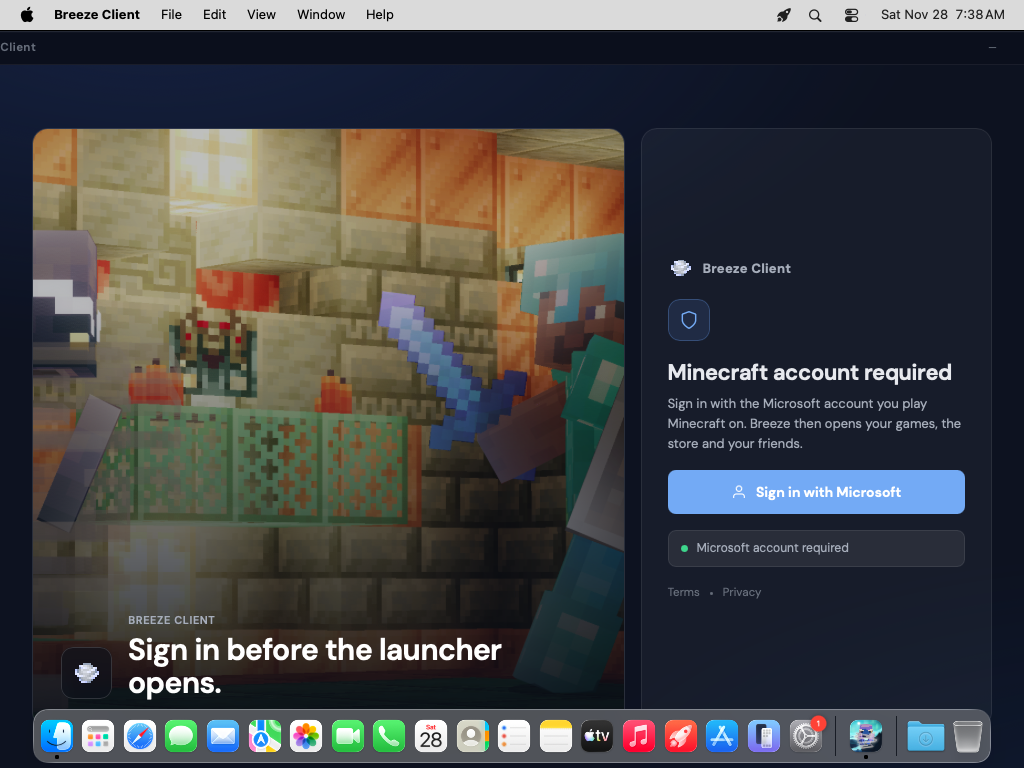 Breeze Client File Edit View Window Help Sat Nov 28 7:38 AM
Client
BREEZE CLIENT
Sign in before the launcher
opens.
Breeze Client
Minecraft account required
Sign in with the Microsoft account you play
Minecraft on. Breeze then opens your games, the
store and your friends.
Sign in with Microsoft
Microsoft account required
Terms • Privacy
Sat
28
tv
1